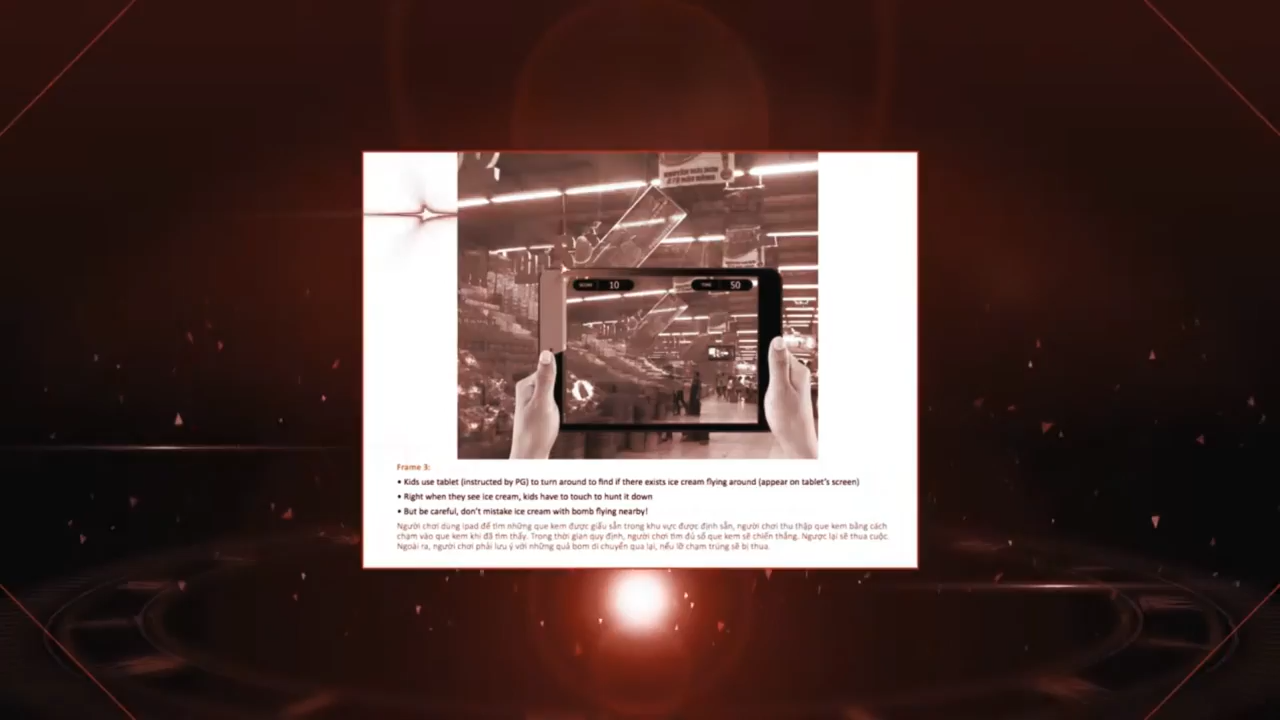 SCORE 10 TIME 50
Frame 3:
• Kids use tablet (instructed by PG) to turn around to find if there exists ice cream flying around (appear on tablet's screen)
• Right when they see ice cream, kids have to touch to hunt it down
• But be careful, don't mistake ice cream with bomb flying nearby!
Người chơi dùng ipad để tìm những que kem được giấu sẵn trong khu vực được định sẵn, người chơi thu thập que kem bằng cách
chạm vào que kem khi đã tìm thấy. Trong thời gian quy định, người chơi tìm đủ số que kem sẽ chiến thắng. Ngược lại sẽ thua cuộc.
Ngoài ra, người chơi phải lưu ý với những quả bom di chuyển qua lại, nếu lỡ chạm trúng sẽ bị thua.